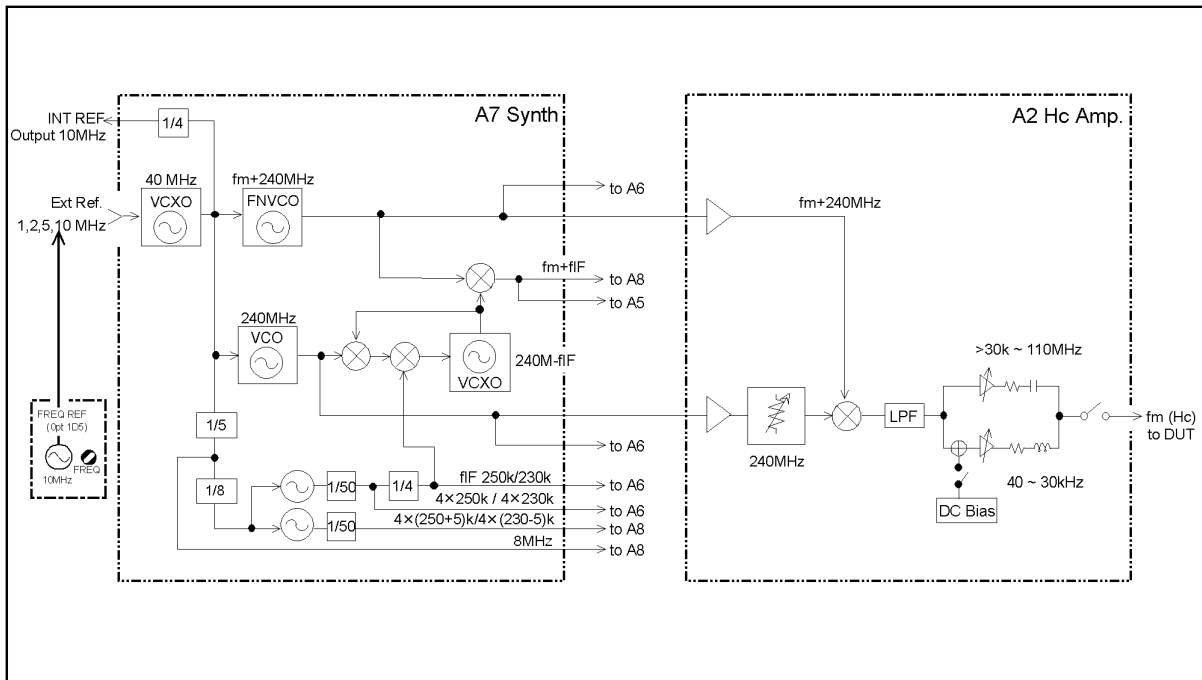 A7 Synth
A2 Hc Amp.
INT REF
Output 10MHz
1/4
40 MHz
fm+240MHz
to A6
Ext Ref.
1,2,5,10 MHz
VCXO
FNVCO
fm+240MHz
fm+fIF
to A8
to A5
240MHz
VCO
240M-fIF
VCXO
>30k ~ 110MHz
LPF
fm (Hc)
to DUT
FREQ REF
(Opt 1D5)
FREQ
10MHz
1/5
to A6
240MHz
40 ~ 30kHz
DC Bias
1/8
1/50
1/4
fIF 250k/230k
to A6
4×250k / 4×230k
to A6
1/50
4×(250+5)k/4×(230-5)k
to A8
8MHz
to A8